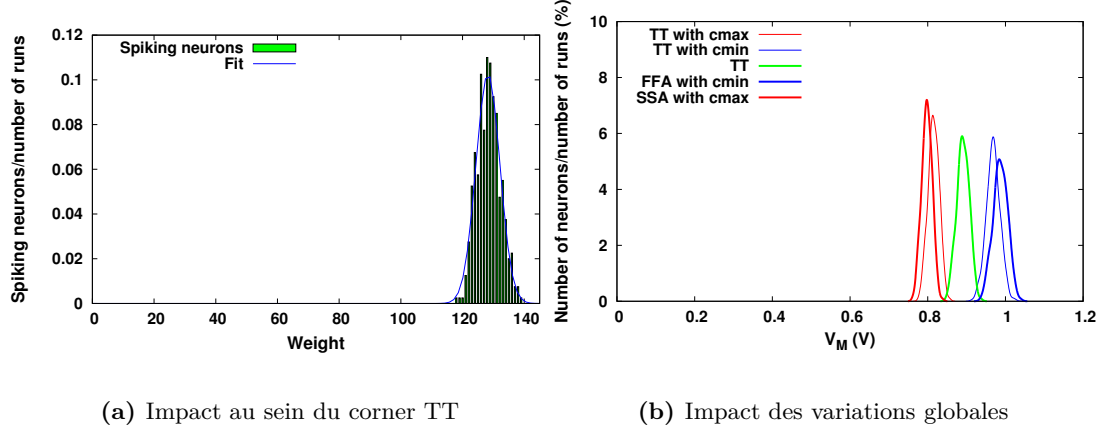 Spiking neurons/number of runs
0.12
0.1
0.08
0.06
0.04
0.02
0
Spiking neurons
Fit
0 20 40 60 80 100 120 140
Weight
Number of neurons/number of runs (%)
10
8
6
4
2
0
TT with cmax
TT with cmin
TT
FFA with cmin
SSA with cmax
0 0.2 0.4 0.6 0.8 1 1.2
V_M (V)
(a) Impact au sein du corner TT
(b) Impact des variations globales